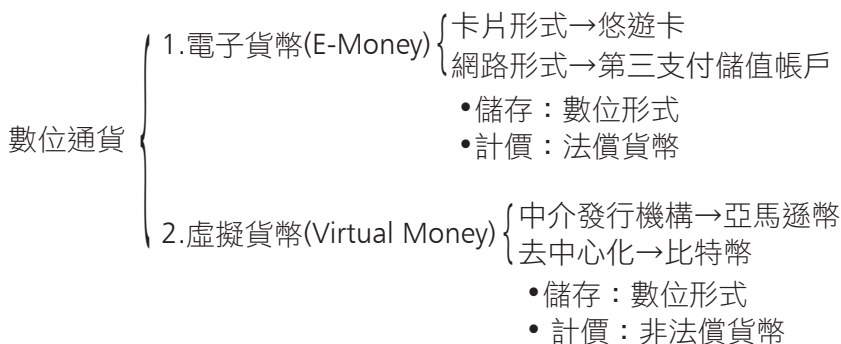 數位通貨
1.電子貨幣(E-Money)
卡片形式→悠遊卡
網路形式→第三支付儲值帳戶
•儲存：數位形式
•計價：法償貨幣
2.虛擬貨幣(Virtual Money)
中介發行機構→亞馬遜幣
去中心化→比特幣
•儲存：數位形式
• 計價：非法償貨幣